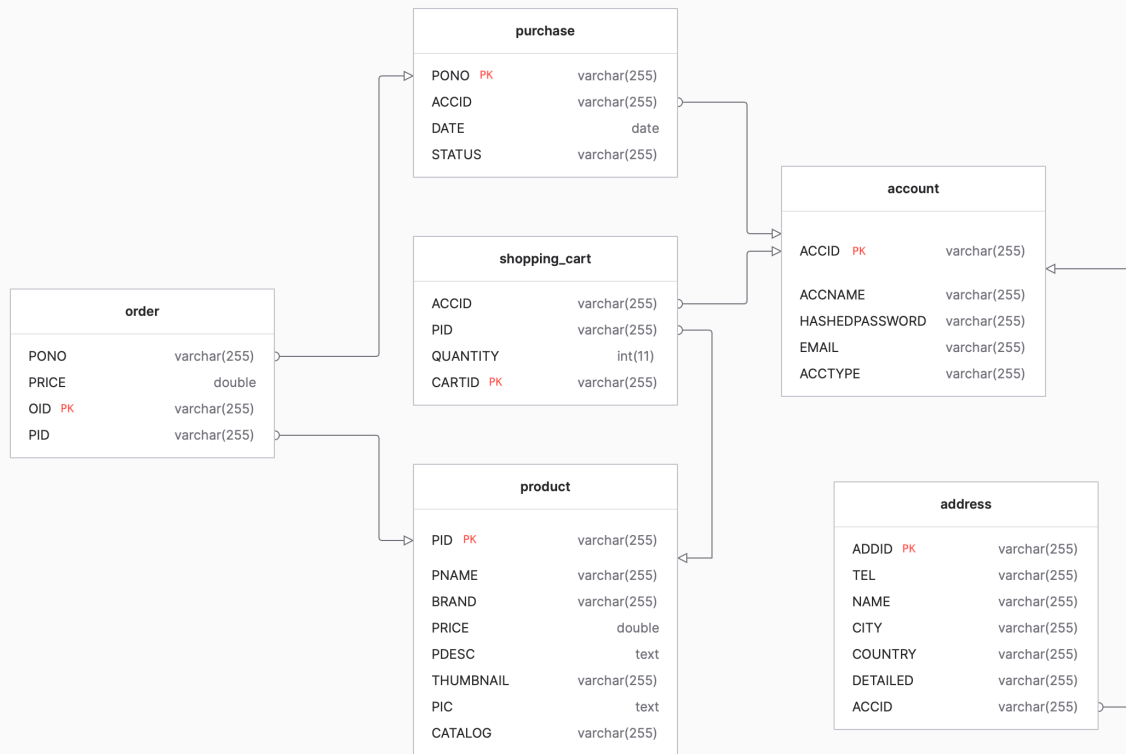 purchase
PONO PK varchar(255)
ACCID varchar(255)
DATE date
STATUS varchar(255)
account
ACCID PK varchar(255)
ACCNAME varchar(255)
HASHEDPASSWORD varchar(255)
EMAIL varchar(255)
ACCTYPE varchar(255)
shopping_cart
ACCID varchar(255)
PID varchar(255)
QUANTITY int(11)
CARTID PK varchar(255)
order
PONO varchar(255)
PRICE double
OID PK varchar(255)
PID varchar(255)
product
PID PK varchar(255)
PNAME varchar(255)
BRAND varchar(255)
PRICE double
PDESC text
THUMBNAIL varchar(255)
PIC text
CATALOG varchar(255)
address
ADDID PK varchar(255)
TEL varchar(255)
NAME varchar(255)
CITY varchar(255)
COUNTRY varchar(255)
DETAILED varchar(255)
ACCID varchar(255)